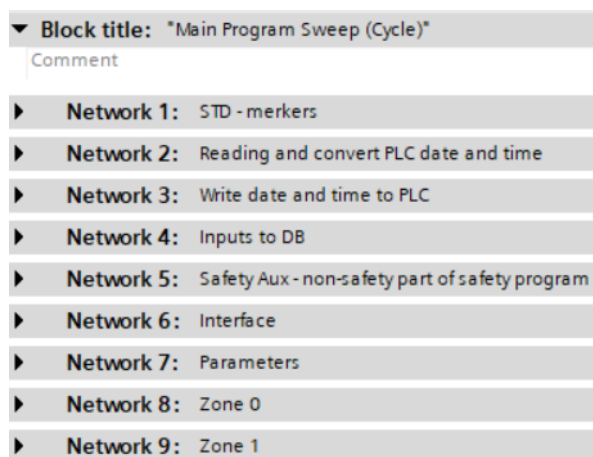 Block title: "Main Program Sweep (Cycle)"
Comment
Network 1: STD - merkers
Network 2: Reading and convert PLC date and time
Network 3: Write date and time to PLC
Network 4: Inputs to DB
Network 5: Safety Aux - non-safety part of safety program
Network 6: Interface
Network 7: Parameters
Network 8: Zone 0
Network 9: Zone 1